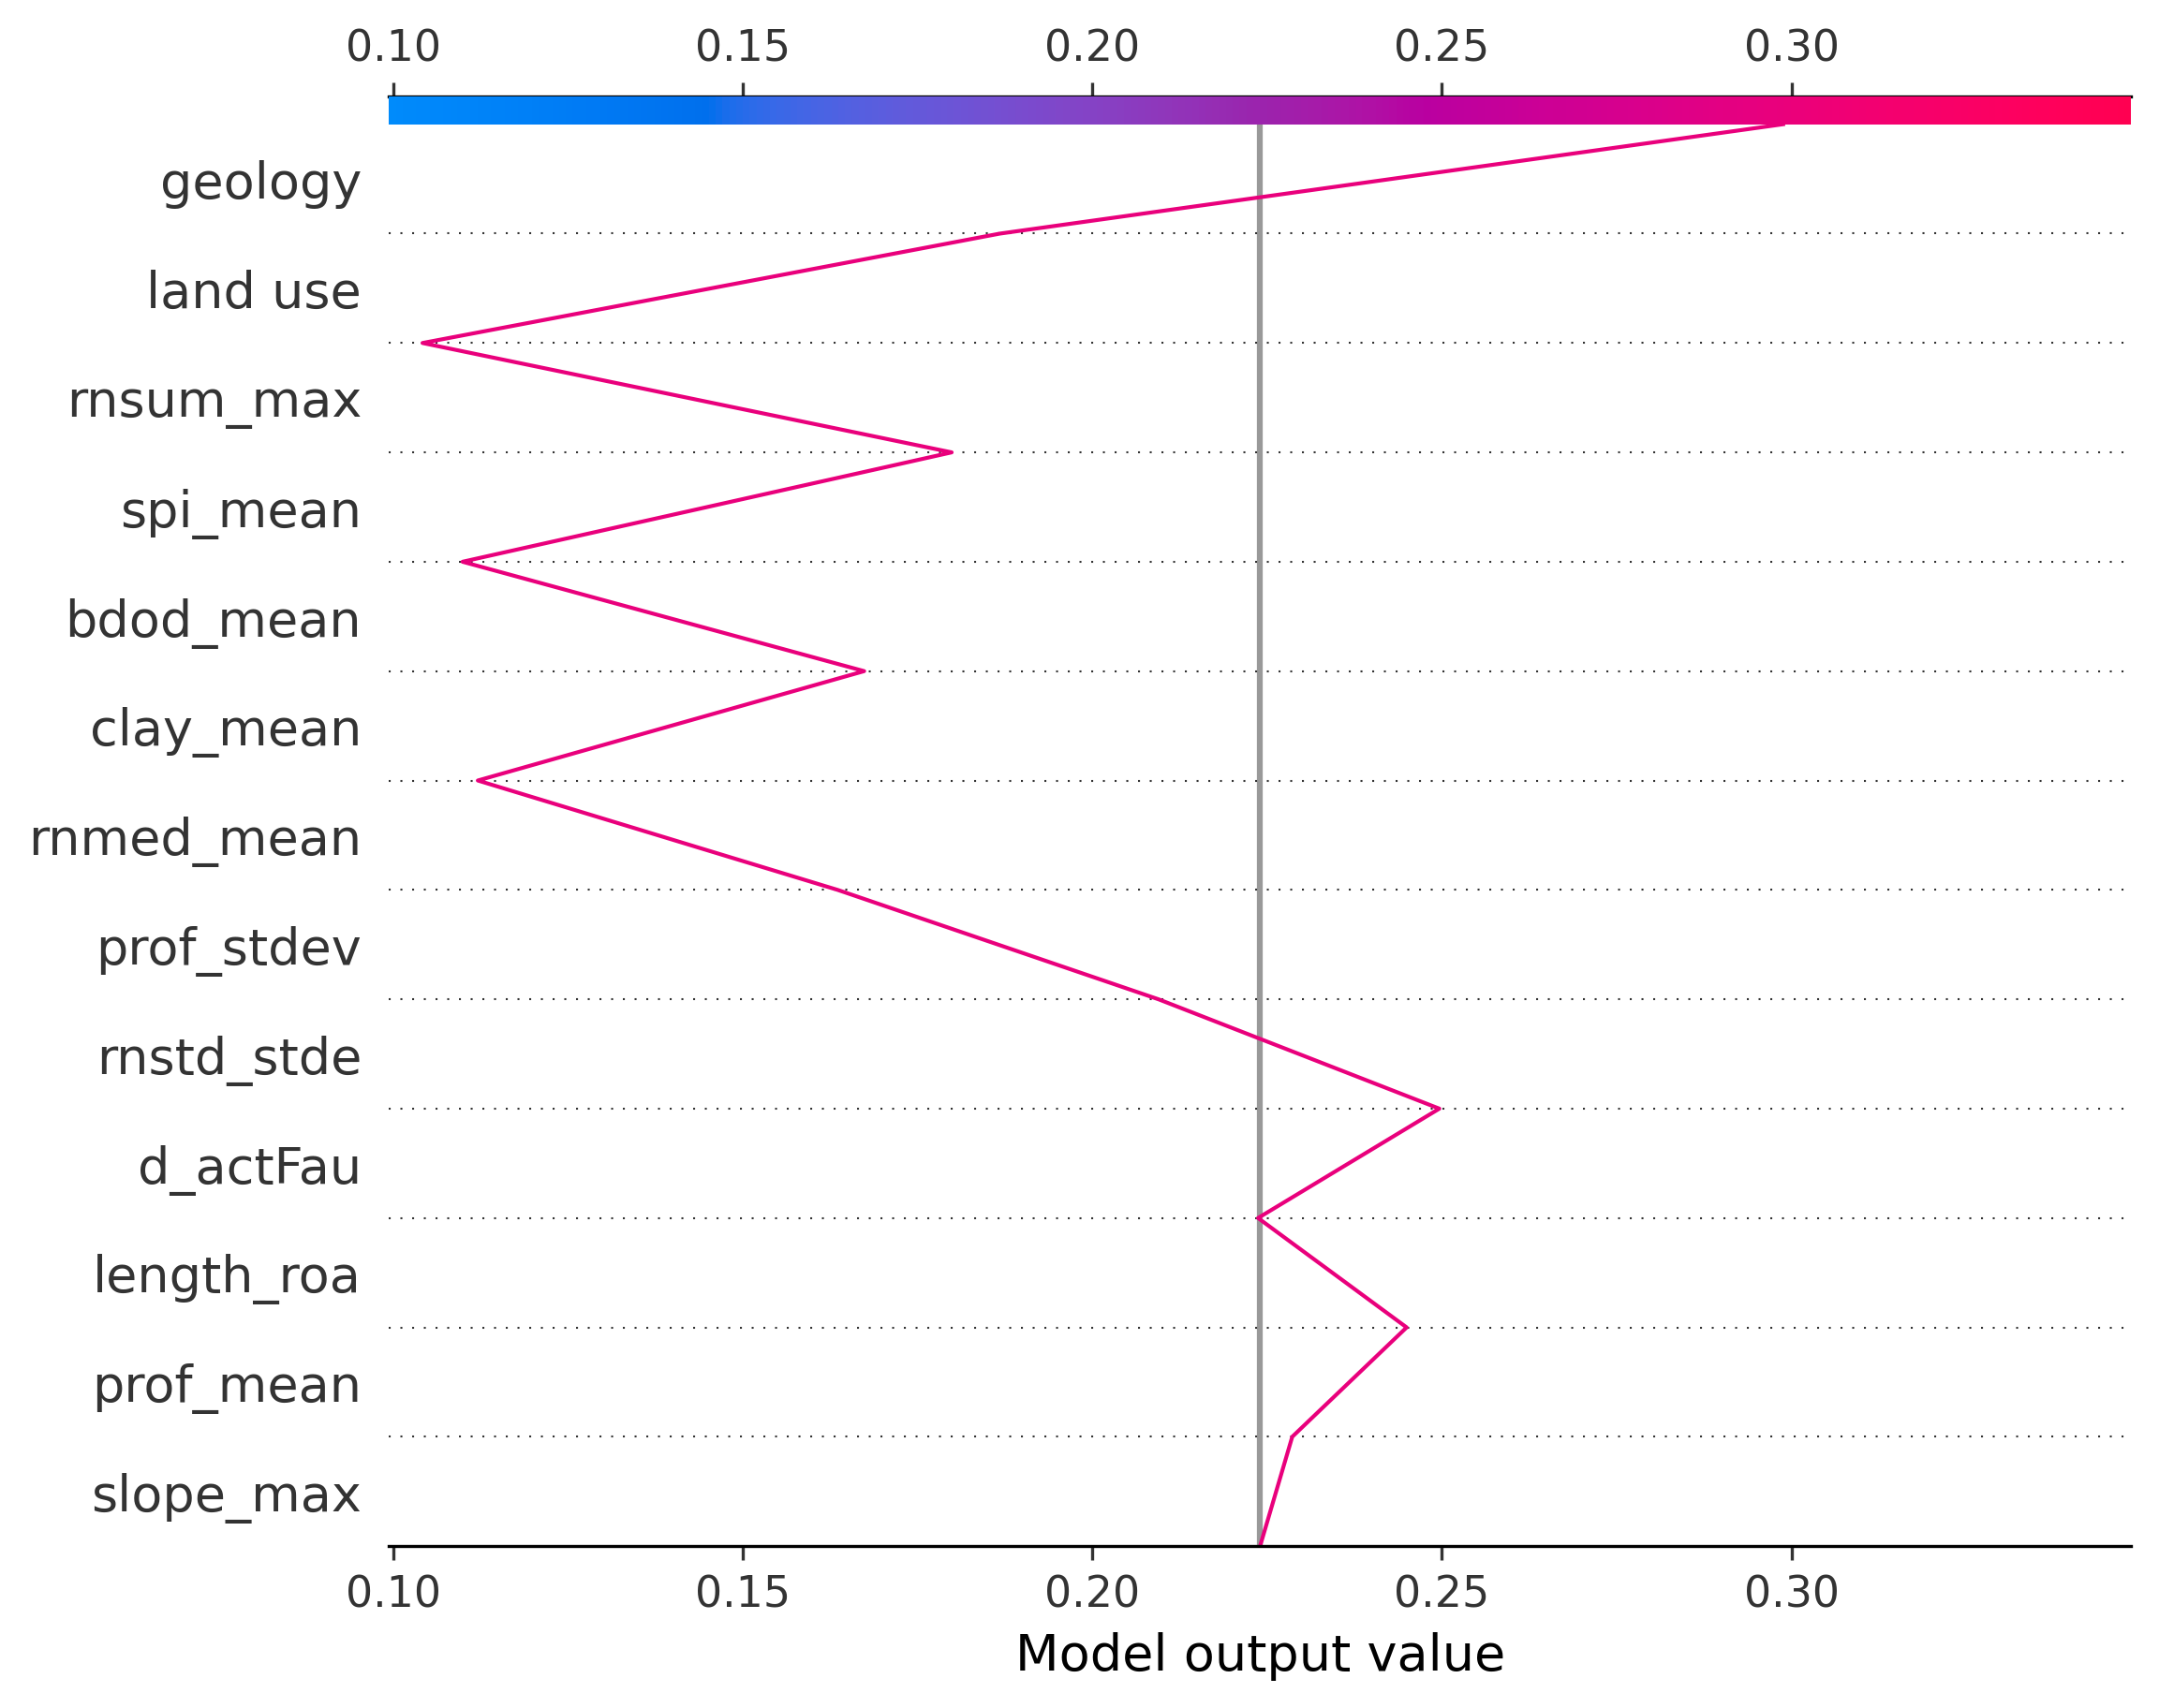 0.10 0.15 0.20 0.25 0.30
geology
land use
rnsum_max
spi_mean
bdod_mean
clay_mean
rnmed_mean
prof_stdev
rnstd_stde
d_actFau
length_roa
prof_mean
slope_max
0.10 0.15 0.20 0.25 0.30
Model output value